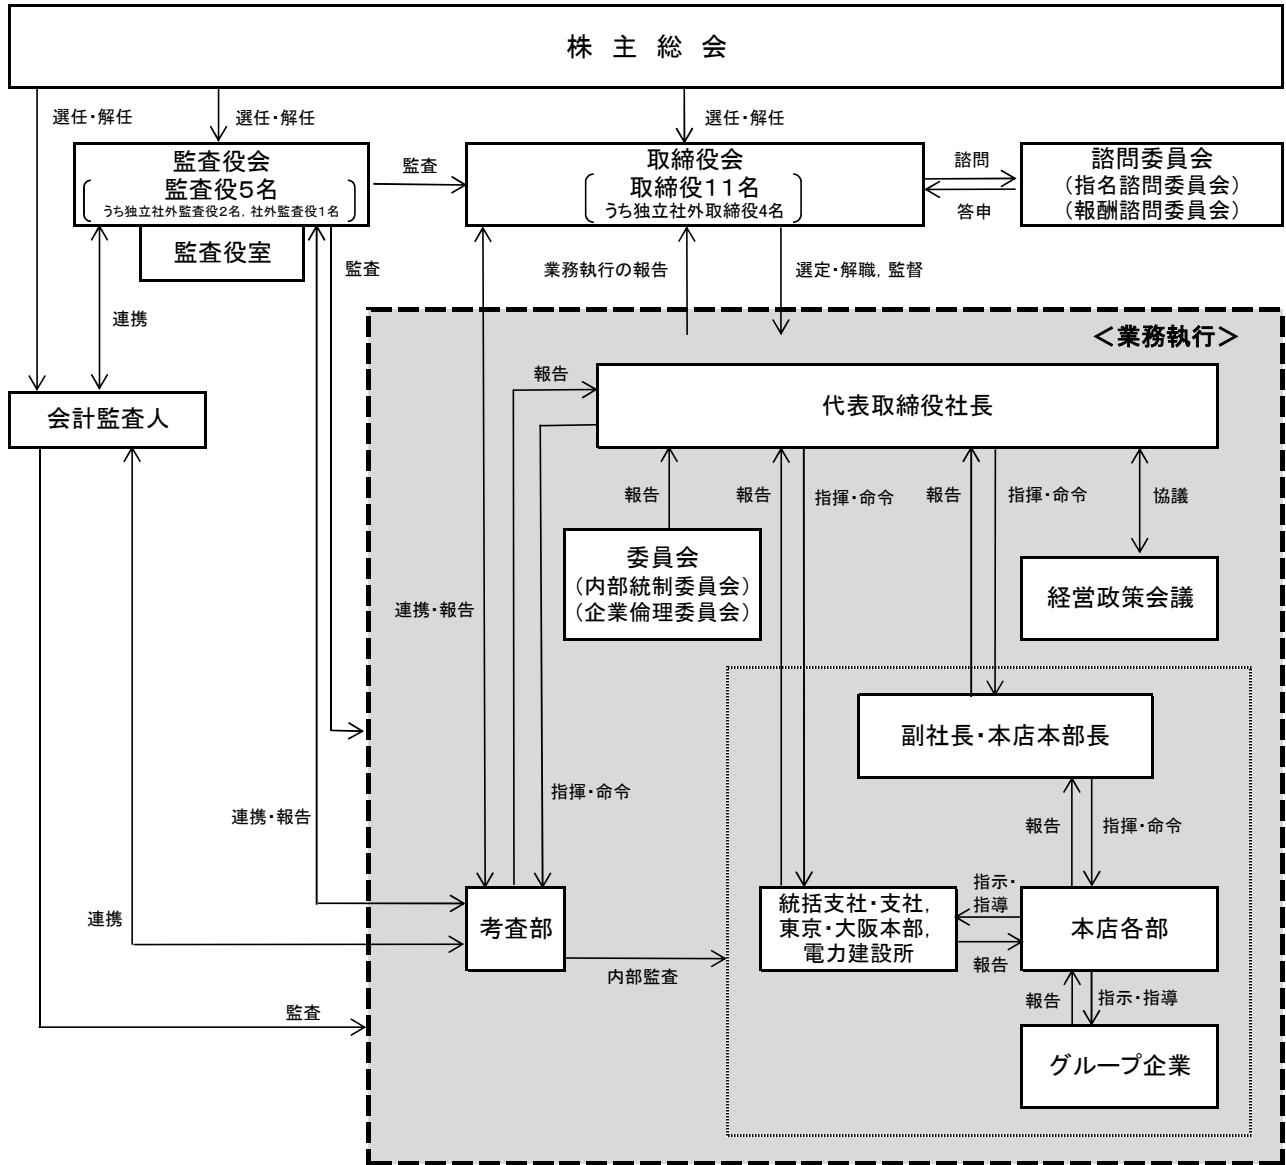 株 主 総 会
選任・解任
選任・解任
選任・解任
監査役会
監査役5名
うち独立社外監査役2名，社外監査役1名
監査役室
監査
取締役会
取締役11名
うち独立社外取締役4名
諮問
答申
諮問委員会
（指名諮問委員会）
（報酬諮問委員会）
監査
連携
業務執行の報告
選定・解職，監督
＜業務執行＞
会計監査人
報告
代表取締役社長
報告
報告
指揮・命令
報告
指揮・命令
協議
委員会
（内部統制委員会）
（企業倫理委員会）
経営政策会議
連携・報告
副社長・本店本部長
指揮・命令
連携・報告
報告
指揮・命令
連携
考査部
内部監査
統括支社・支社，
東京・大阪本部，
電力建設所
指示・
指導
報告
本店各部
監査
報告
指示・指導
グループ企業